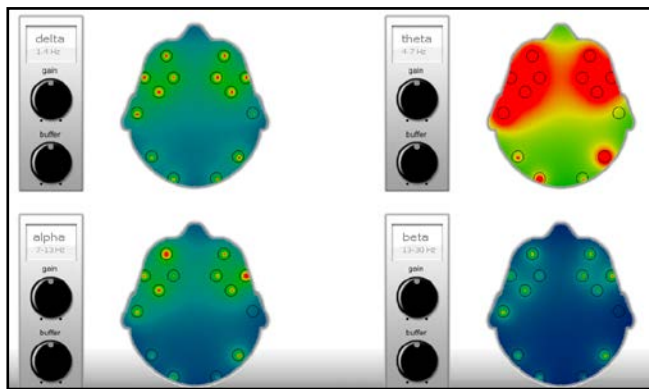 delta
1-4 Hz
gain
buffer
theta
4-7 Hz
gain
buffer
alpha
7-13 Hz
gain
buffer
beta
13-30 Hz
gain
buffer